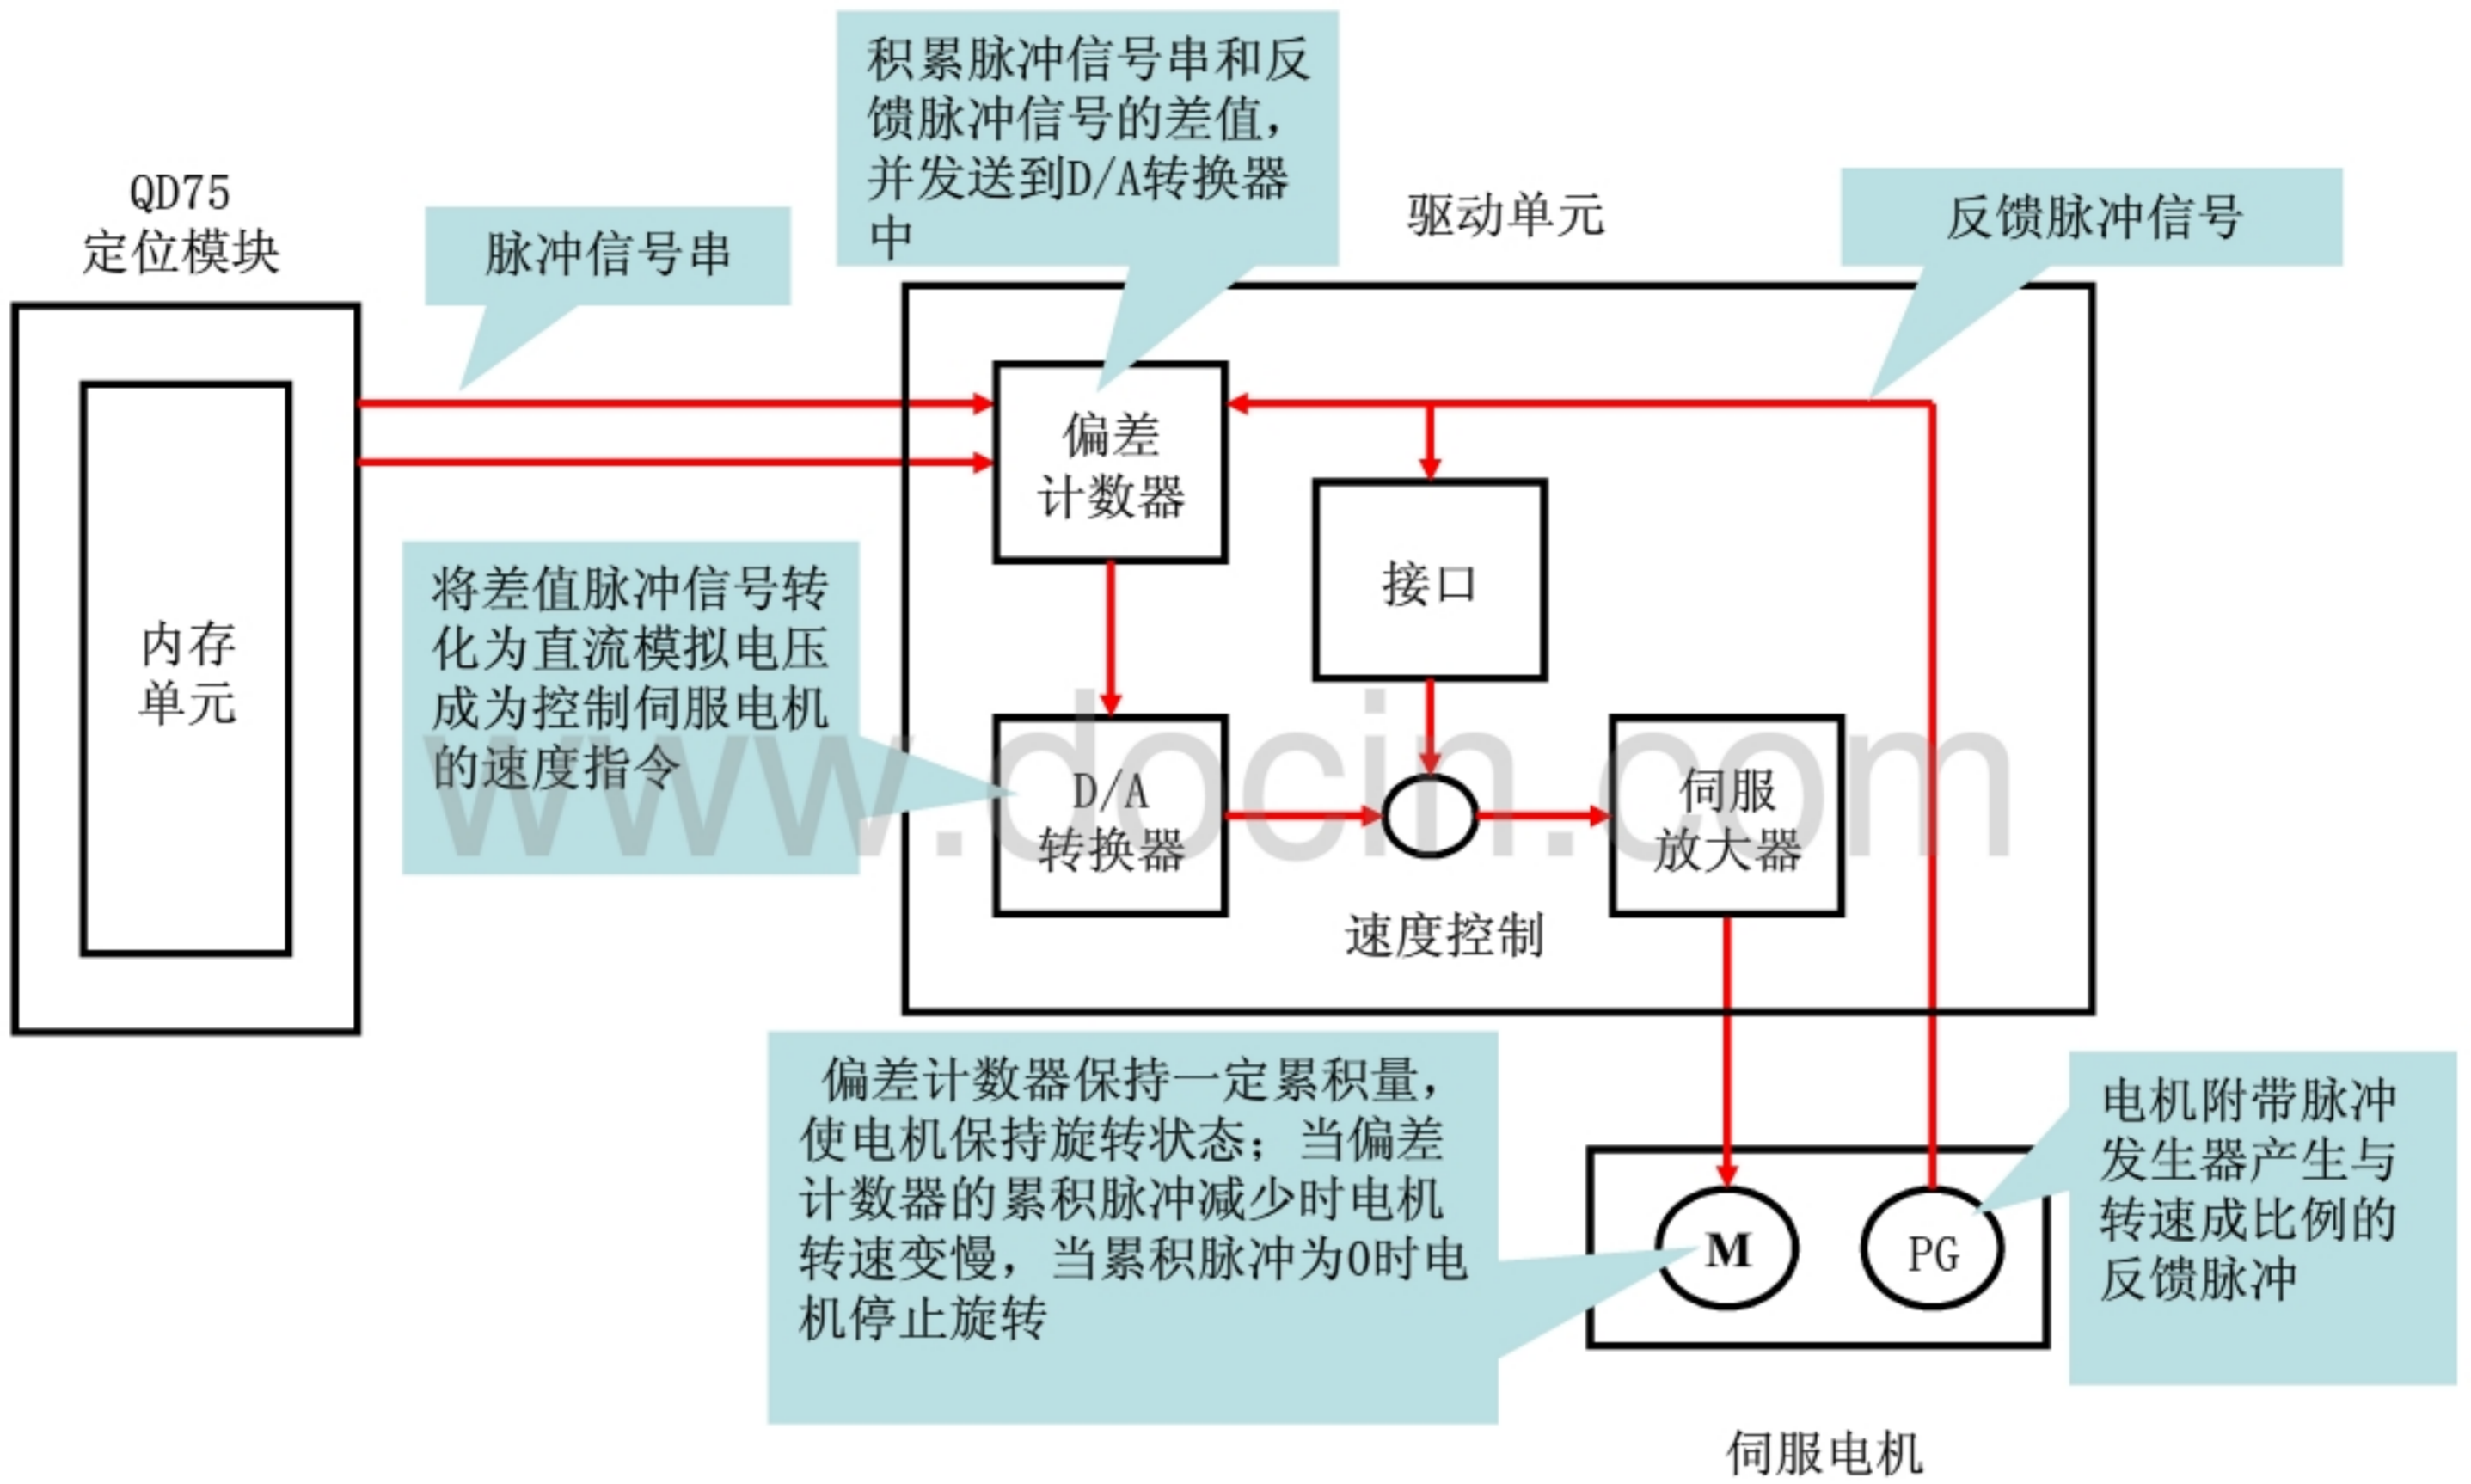 积累脉冲信号串和反
馈脉冲信号的差值，
并发送到D/A转换器
中
QD75
定位模块
脉冲信号串
驱动单元
反馈脉冲信号
偏差
计数器
接口
将差值脉冲信号转
化为直流模拟电压
成为控制伺服电机
的速度指令
内存
单元
D/A
转换器
伺服
放大器
速度控制
www.docin.com
偏差计数器保持一定累积量，
使电机保持旋转状态；当偏差
计数器的累积脉冲减少时电机
转速变慢，当累积脉冲为0时电
机停止旋转
M
PG
电机附带脉冲
发生器产生与
转速成比例的
反馈脉冲
伺服电机